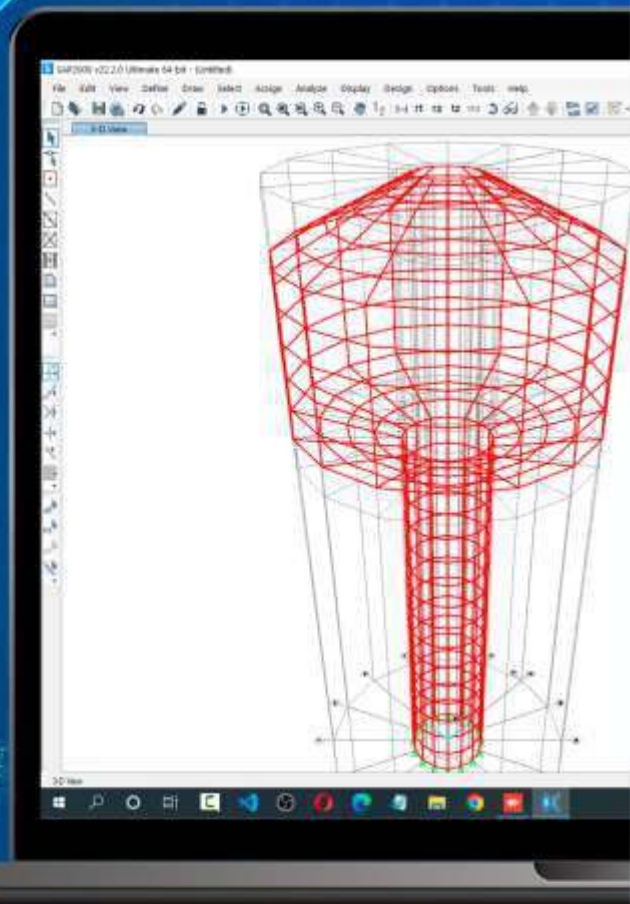 SAP2000 v22.2.0 Ultimate 64-bit - (Untitled)
File Edit View Define Draw Select Assign Analyze Display Design Options Tools Help
3-D View
3-D View